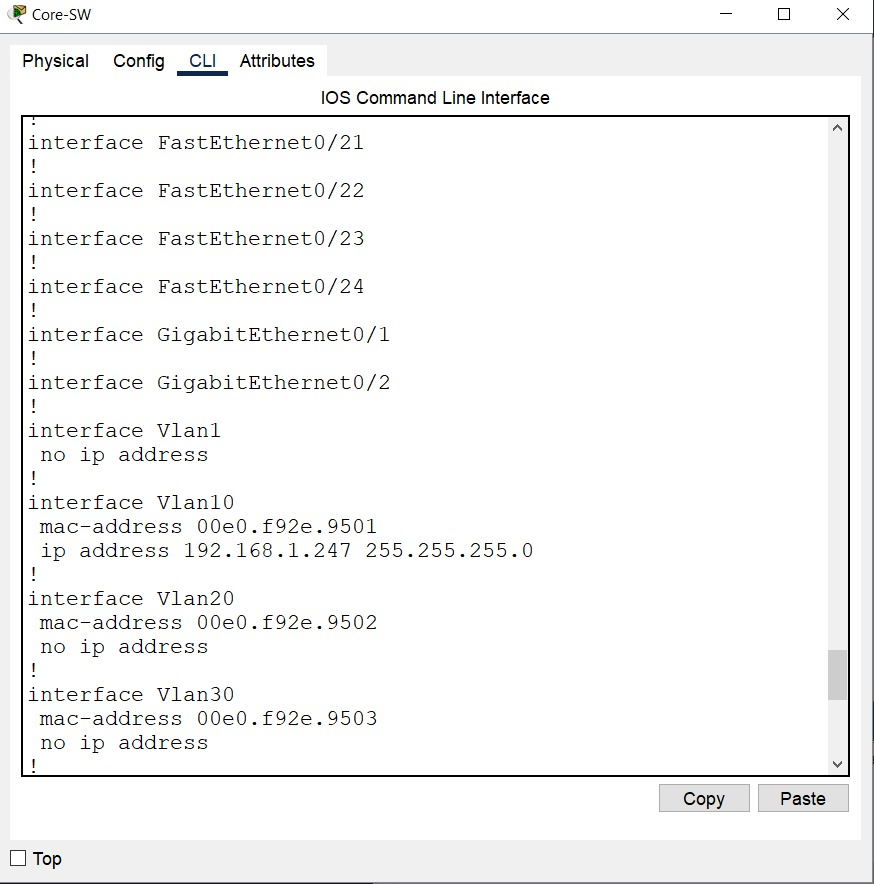 Core-SW
Physical Config CLI Attributes
IOS Command Line Interface
!
interface FastEthernet0/21
!
interface FastEthernet0/22
!
interface FastEthernet0/23
!
interface FastEthernet0/24
!
interface GigabitEthernet0/1
!
interface GigabitEthernet0/2
!
interface Vlan1
 no ip address
!
interface Vlan10
 mac-address 00e0.f92e.9501
 ip address 192.168.1.247 255.255.255.0
!
interface Vlan20
 mac-address 00e0.f92e.9502
 no ip address
!
interface Vlan30
 mac-address 00e0.f92e.9503
 no ip address
!
Copy Paste
Top